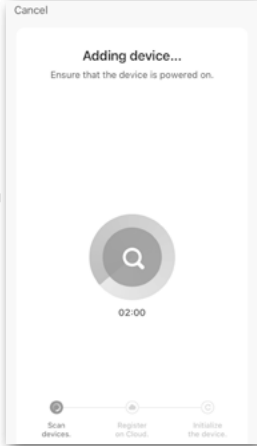 Cancel
Adding device...
Ensure that the device is powered on.
02:00
Scan
devices.
Register
on Cloud.
Initialize
the device.